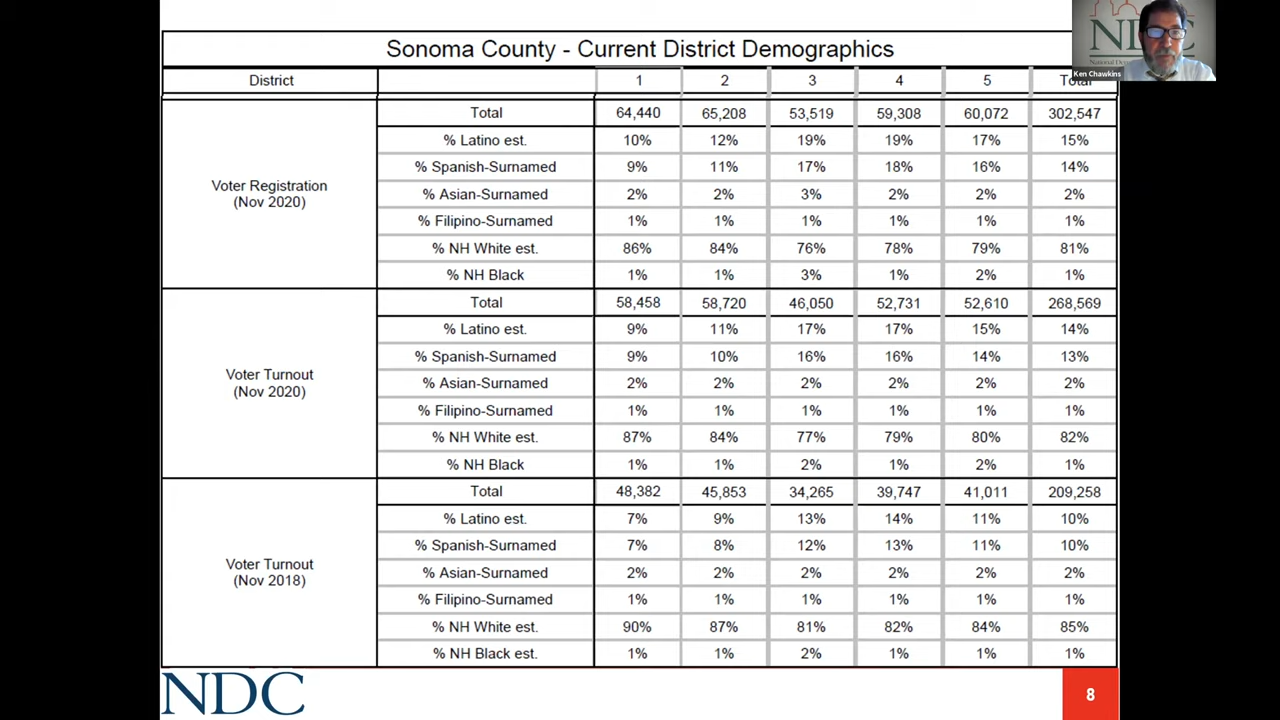 Sonoma County - Current District Demographics
NDC
Ken Chawkins
District 1 2 3 4 5 Total
Voter Registration
(Nov 2020)
Total 64,440 65,208 53,519 59,308 60,072 302,547
% Latino est. 10% 12% 19% 19% 17% 15%
% Spanish-Surnamed 9% 11% 17% 18% 16% 14%
% Asian-Surnamed 2% 2% 3% 2% 2% 2%
% Filipino-Surnamed 1% 1% 1% 1% 1% 1%
% NH White est. 86% 84% 76% 78% 79% 81%
% NH Black 1% 1% 3% 1% 2% 1%
Voter Turnout
(Nov 2020)
Total 58,458 58,720 46,050 52,731 52,610 268,569
% Latino est. 9% 11% 17% 17% 15% 14%
% Spanish-Surnamed 9% 10% 16% 16% 14% 13%
% Asian-Surnamed 2% 2% 2% 2% 2% 2%
% Filipino-Surnamed 1% 1% 1% 1% 1% 1%
% NH White est. 87% 84% 77% 79% 80% 82%
% NH Black 1% 1% 2% 1% 2% 1%
Voter Turnout
(Nov 2018)
Total 48,382 45,853 34,265 39,747 41,011 209,258
% Latino est. 7% 9% 13% 14% 11% 10%
% Spanish-Surnamed 7% 8% 12% 13% 11% 10%
% Asian-Surnamed 2% 2% 2% 2% 2% 2%
% Filipino-Surnamed 1% 1% 1% 1% 1% 1%
% NH White est. 90% 87% 81% 82% 84% 85%
% NH Black est. 1% 1% 2% 1% 1% 1%
NDC
8